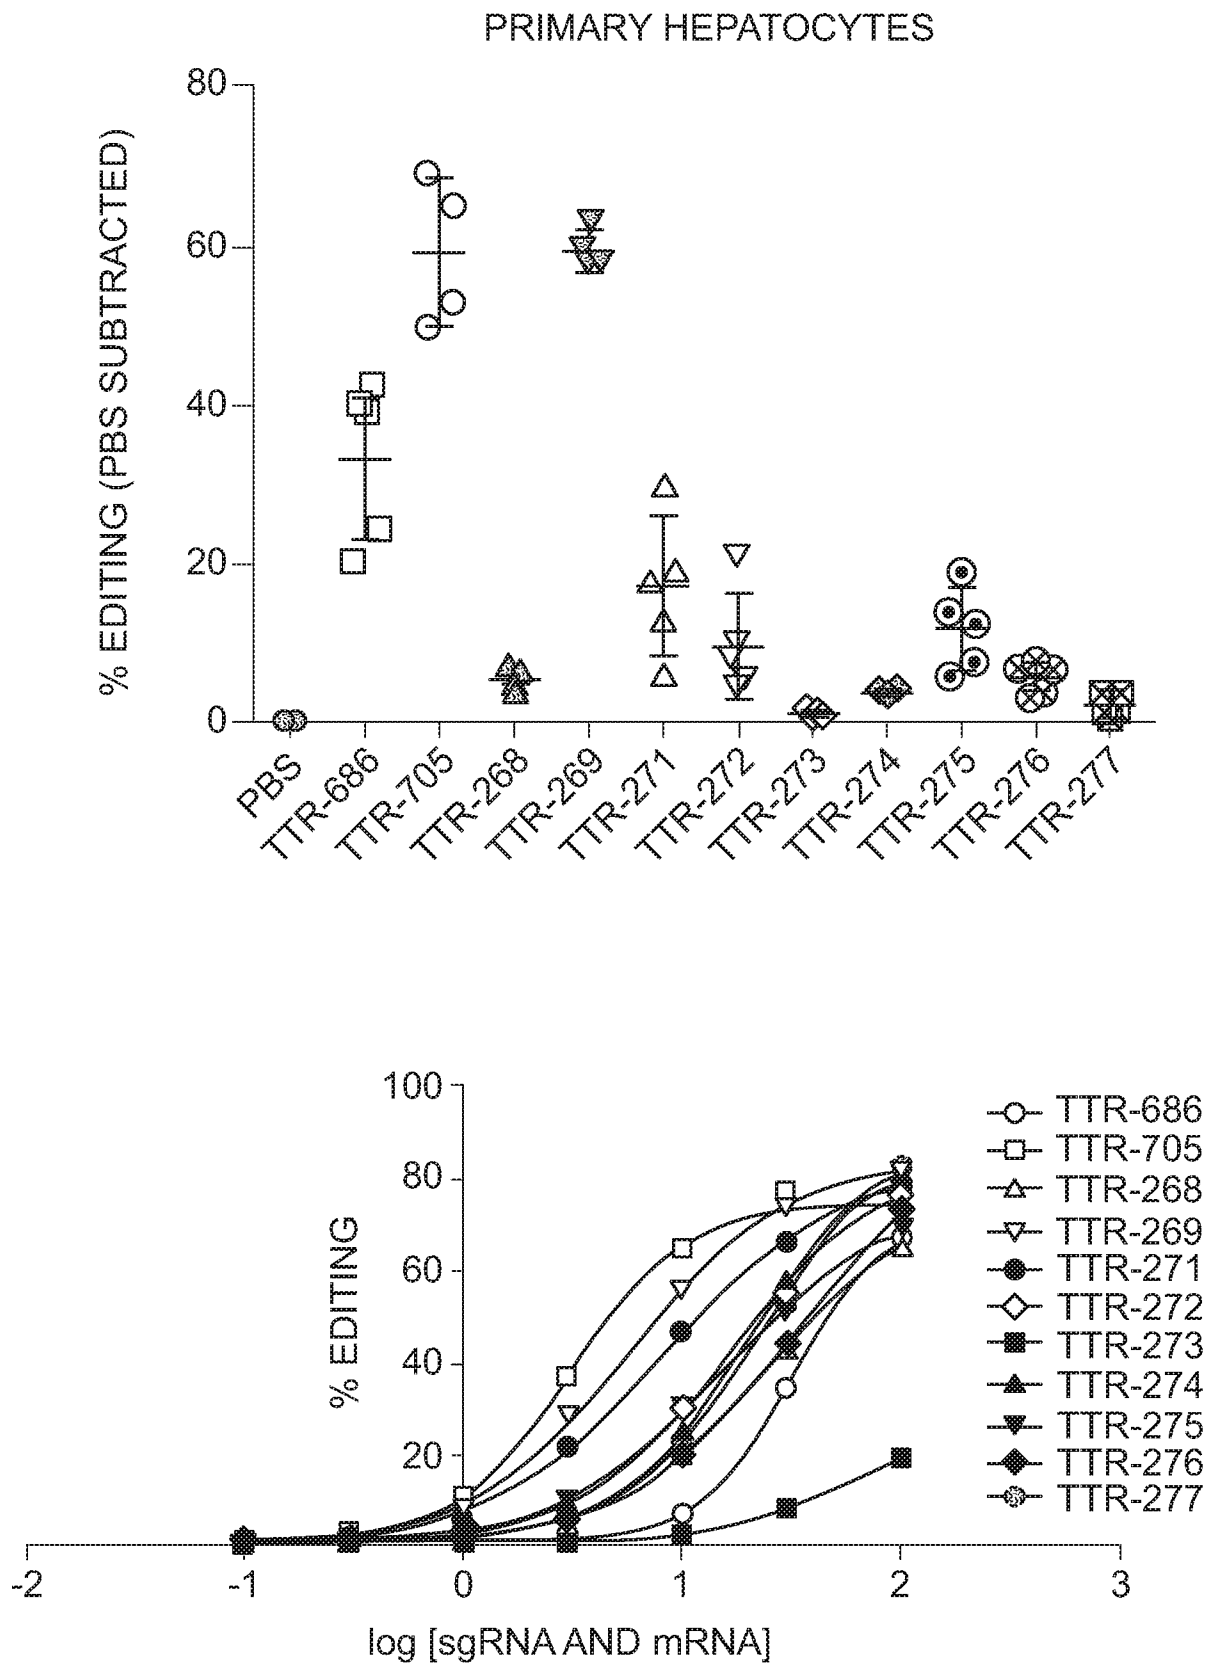 PRIMARY HEPATOCYTES
% EDITING (PBS SUBTRACTED)
80
60
40
20
0
PBS
TTR-686
TTR-705
TTR-268
TTR-269
TTR-271
TTR-272
TTR-273
TTR-274
TTR-275
TTR-276
TTR-277
% EDITING
100
80
60
40
20
-2
-1
0
1
2
3
log [sgRNA AND mRNA]
TTR-686
TTR-705
TTR-268
TTR-269
TTR-271
TTR-272
TTR-273
TTR-274
TTR-275
TTR-276
TTR-277